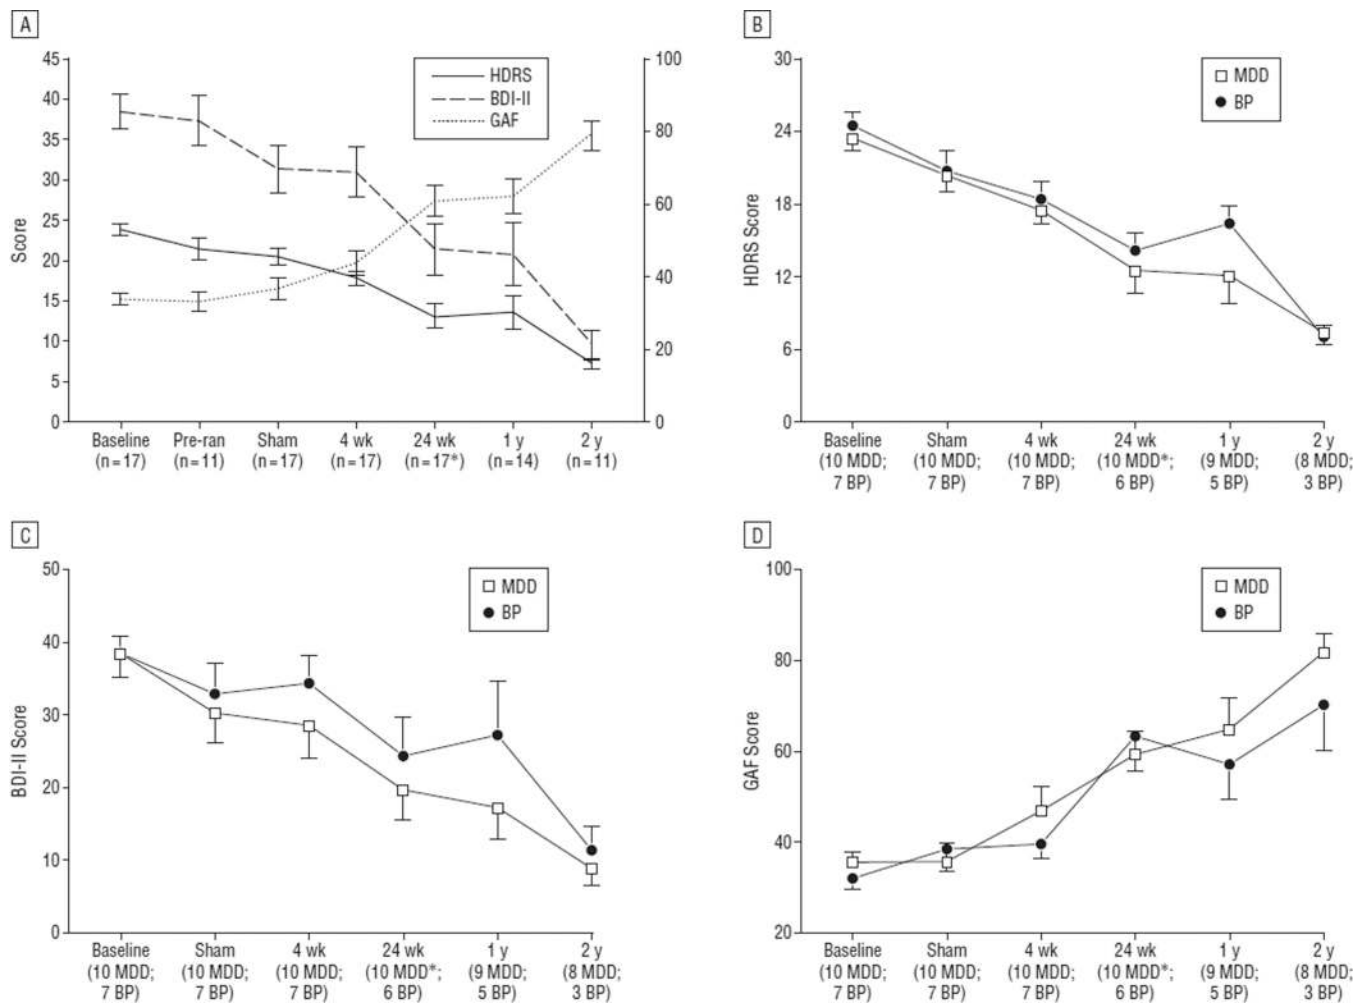 A
45
40
35
30
25
20
15
10
5
0
Score
100
80
60
40
20
0
HDRS
BDI-II
GAF
Baseline Pre-ran Sham 4 wk 24 wk 1 y 2 y
(n=17) (n=11) (n=17) (n=17) (n=17*) (n=14) (n=11)
B
30
24
18
12
6
0
HDRS Score
MDD
BP
Baseline Sham 4 wk 24 wk 1 y 2 y
(10 MDD; (10 MDD; (10 MDD; (10 MDD*; (9 MDD; (8 MDD;
7 BP) 7 BP) 7 BP) 6 BP) 5 BP) 3 BP)
C
50
40
30
20
10
0
BDI-II Score
MDD
BP
Baseline Sham 4 wk 24 wk 1 y 2 y
(10 MDD; (10 MDD; (10 MDD; (10 MDD*; (9 MDD; (8 MDD;
7 BP) 7 BP) 7 BP) 6 BP) 5 BP) 3 BP)
D
100
80
60
40
20
GAF Score
MDD
BP
Baseline Sham 4 wk 24 wk 1 y 2 y
(10 MDD; (10 MDD; (10 MDD; (10 MDD*; (9 MDD; (8 MDD;
7 BP) 7 BP) 7 BP) 6 BP) 5 BP) 3 BP)